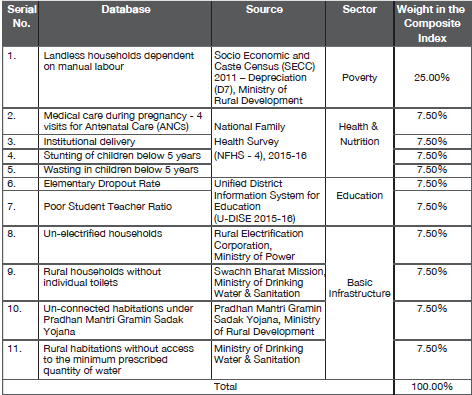 Serial No. Database Source Sector Weight in the Composite Index
1. Landless households dependent on manual labour Socio Economic and Caste Census (SECC) 2011 – Depreciation (D7), Ministry of Rural Development Poverty 25.00%
2. Medical care during pregnancy - 4 visits for Antenatal Care (ANCs) National Family Health Survey (NFHS - 4), 2015-16 Health & Nutrition 7.50%
3. Institutional delivery 7.50%
4. Stunting of children below 5 years 7.50%
5. Wasting in children below 5 years 7.50%
6. Elementary Dropout Rate Unified District Information System for Education (U-DISE 2015-16) Education 7.50%
7. Poor Student Teacher Ratio 7.50%
8. Un-electrified households Rural Electrification Corporation, Ministry of Power Basic Infrastructure 7.50%
9. Rural households without individual toilets Swachh Bharat Mission, Ministry of Drinking Water & Sanitation 7.50%
10. Un-connected habitations under Pradhan Mantri Gramin Sadak Yojana Pradhan Mantri Gramin Sadak Yojana, Ministry of Rural Development 7.50%
11. Rural habitations without access to the minimum prescribed quantity of water Ministry of Drinking Water & Sanitation 7.50%
Total 100.00%